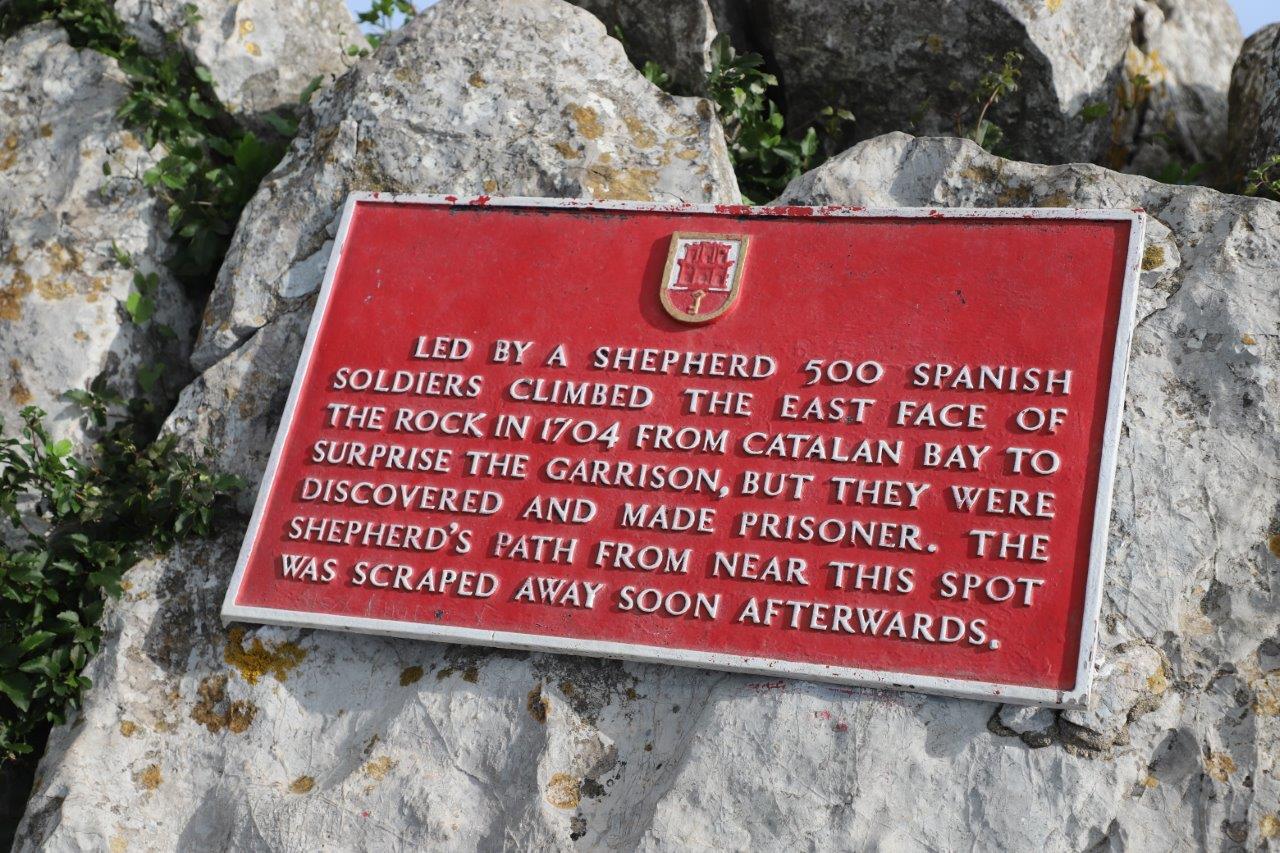 LED BY A SHEPHERD 500 SPANISH
SOLDIERS CLIMBED THE EAST FACE OF
THE ROCK IN 1704 FROM CATALAN BAY TO
SURPRISE THE GARRISON, BUT THEY WERE
DISCOVERED AND MADE PRISONER. THE
SHEPHERD'S PATH FROM NEAR THIS SPOT
WAS SCRAPED AWAY SOON AFTERWARDS.